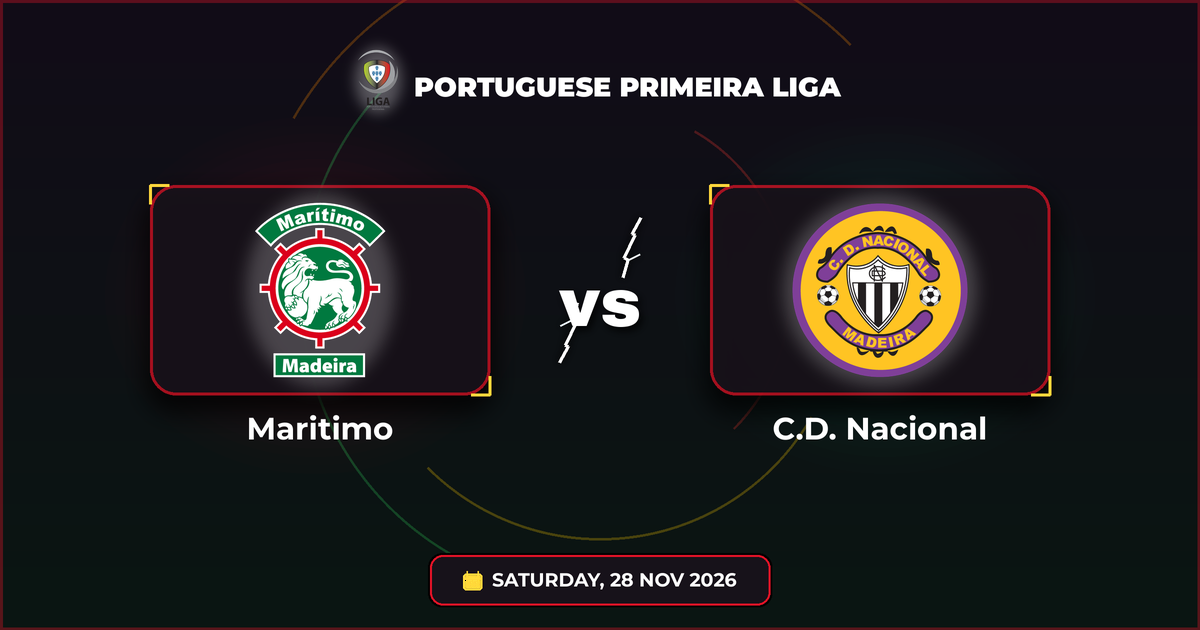 LIGA
PORTUGUESE PRIMEIRA LIGA
Marítimo
Madeira
vs
C. D. NACIONAL
MADEIRA
Maritimo
C.D. Nacional
SATURDAY, 28 NOV 2026